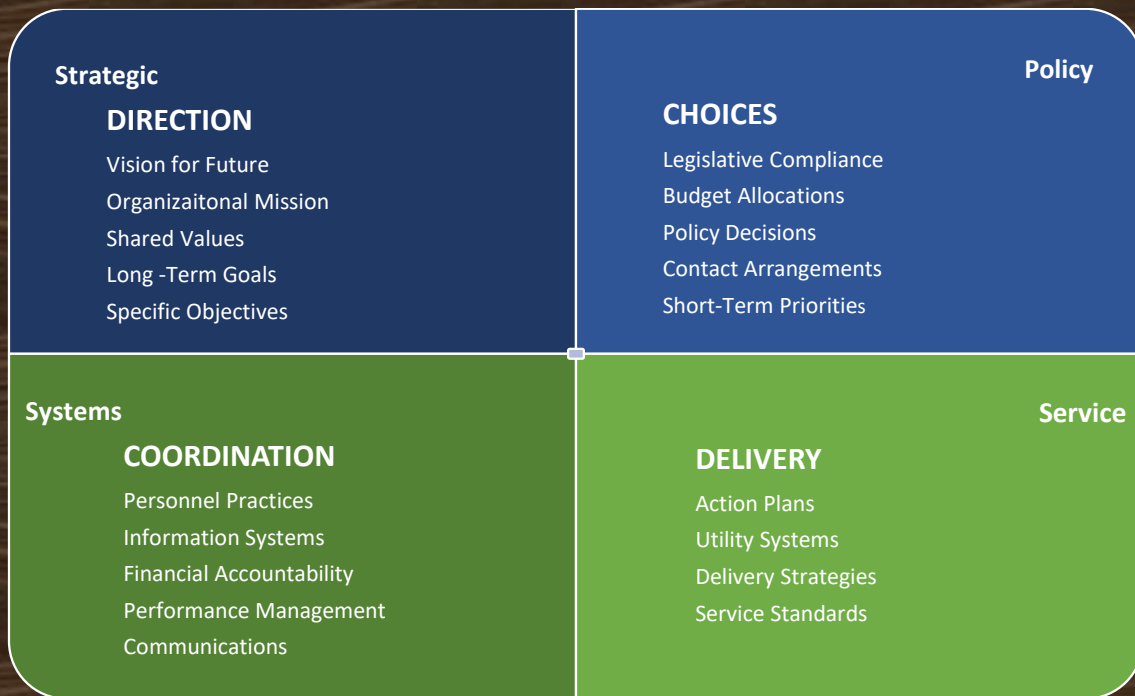 Strategic
DIRECTION
Vision for Future
Organizaitonal Mission
Shared Values
Long -Term Goals
Specific Objectives
Policy
CHOICES
Legislative Compliance
Budget Allocations
Policy Decisions
Contact Arrangements
Short-Term Priorities
Systems
COORDINATION
Personnel Practices
Information Systems
Financial Accountability
Performance Management
Communications
Service
DELIVERY
Action Plans
Utility Systems
Delivery Strategies
Service Standards